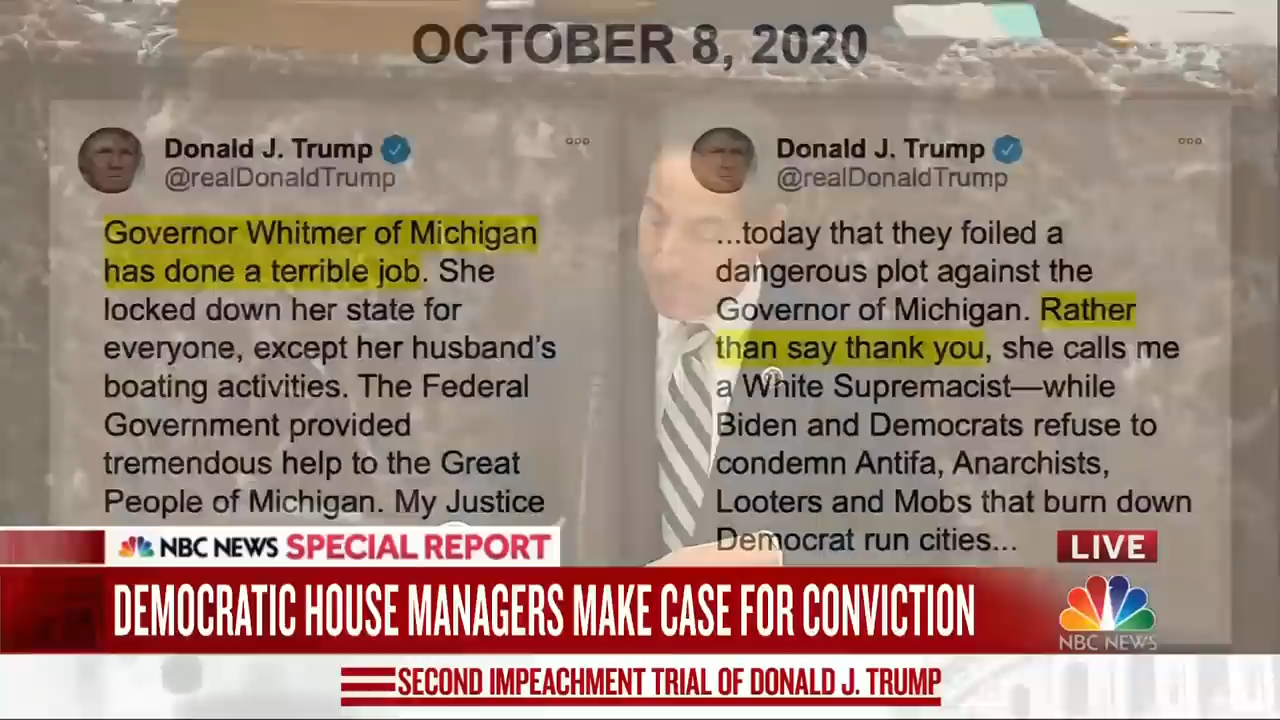 OCTOBER 8, 2020
Donald J. Trump
@realDonaldTrump
Governor Whitmer of Michigan
has done a terrible job. She
locked down her state for
everyone, except her husband's
boating activities. The Federal
Government provided
tremendous help to the Great
People of Michigan. My Justice
Donald J. Trump
@realDonaldTrump
...today that they foiled a
dangerous plot against the
Governor of Michigan. Rather
than say thank you, she calls me
a White Supremacist—while
Biden and Democrats refuse to
condemn Antifa, Anarchists,
Looters and Mobs that burn down
Democrat run cities...
NBC NEWS SPECIAL REPORT
LIVE
DEMOCRATIC HOUSE MANAGERS MAKE CASE FOR CONVICTION
NBC NEWS
SECOND IMPEACHMENT TRIAL OF DONALD J. TRUMP